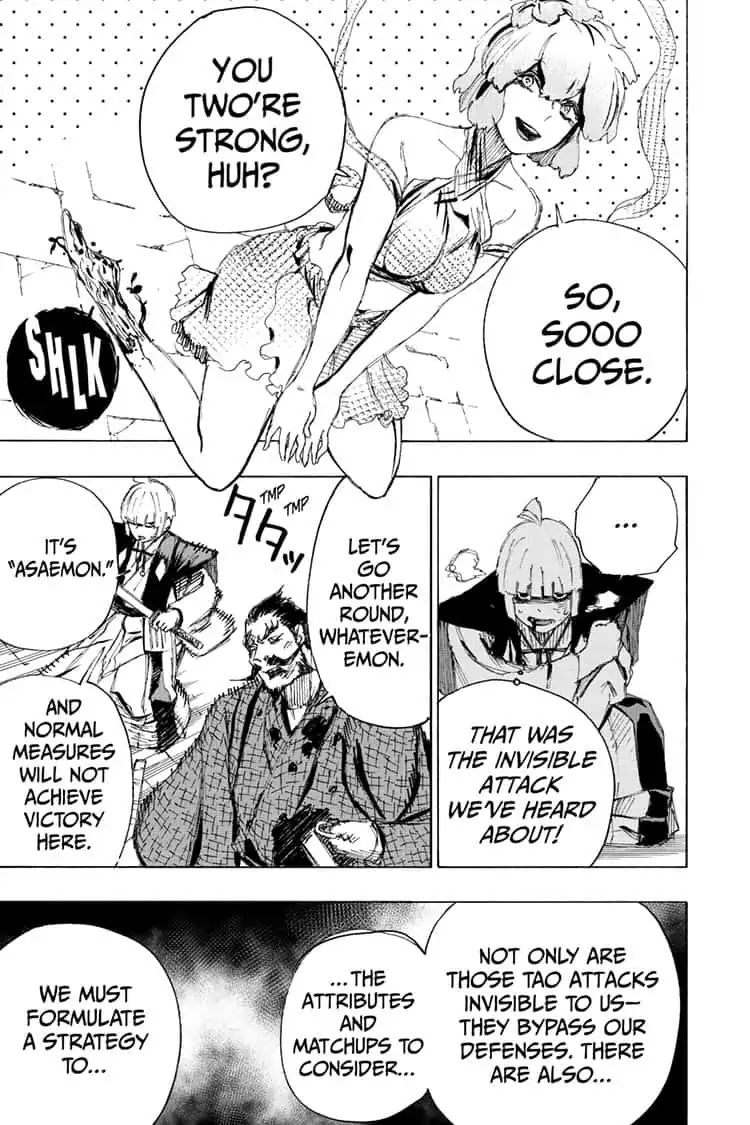 YOU
TWO'RE
STRONG,
HUH?
SO,
SOOO
CLOSE.
SHLK
...
THAT WAS
THE INVISIBLE
ATTACK
WE'VE HEARD
ABOUT!
LET'S
GO
ANOTHER
ROUND,
WHATEVER-
EMON.
TMP
TMP
タタッ
IT'S
"ASAEMON."
AND
NORMAL
MEASURES
WILL NOT
ACHIEVE
VICTORY
HERE.
NOT ONLY ARE
THOSE TAO ATTACKS
INVISIBLE TO US—
THEY BYPASS OUR
DEFENSES. THERE
ARE ALSO...
...THE
ATTRIBUTES
AND
MATCHUPS TO
CONSIDER...
WE MUST
FORMULATE
A STRATEGY
TO...